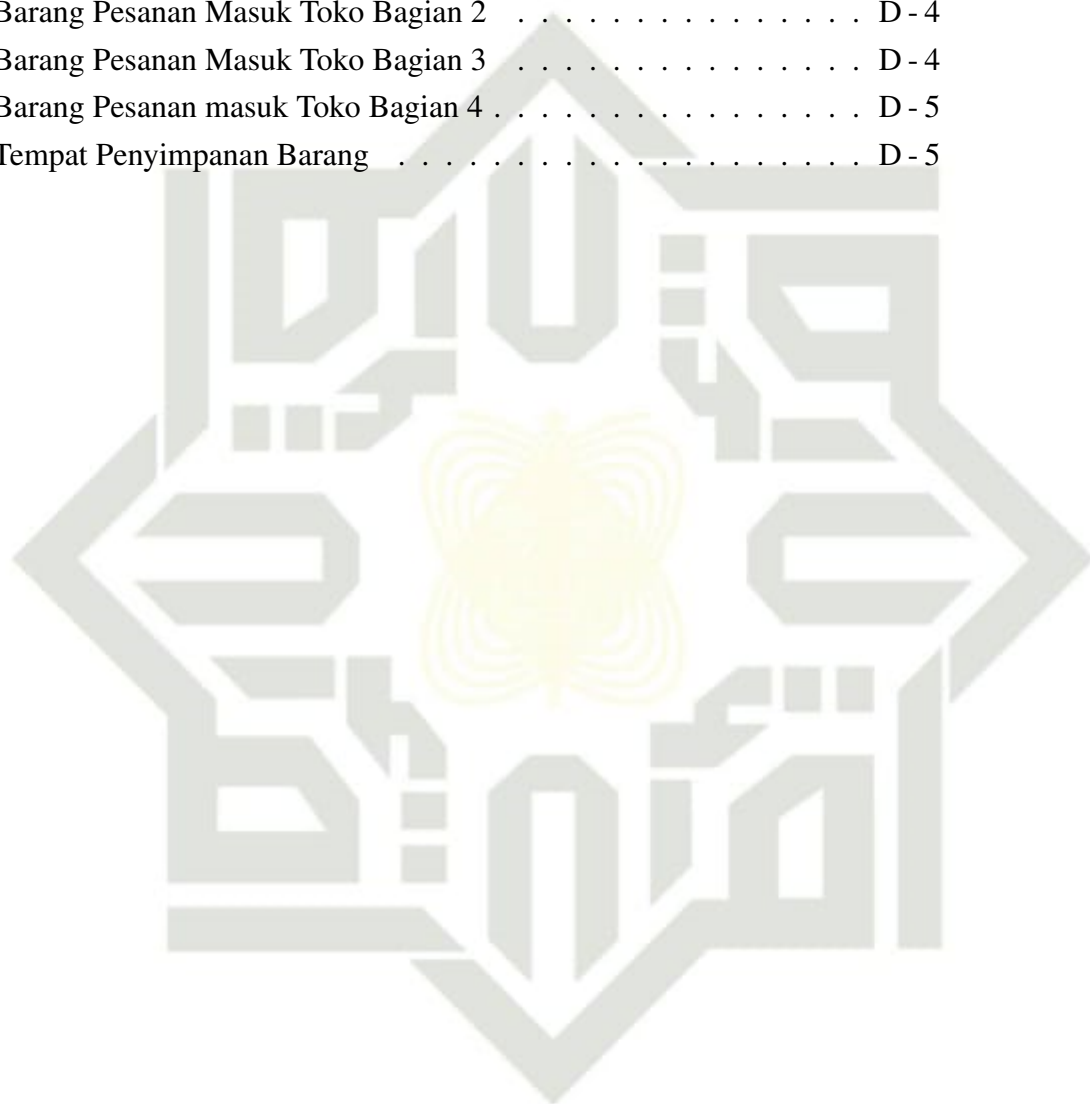 Barang Pesanan Masuk Toko Bagian 2 . . . . . . . . . . . . . . . D - 4
Barang Pesanan Masuk Toko Bagian 3 . . . . . . . . . . . . . . . D - 4
Barang Pesanan masuk Toko Bagian 4 . . . . . . . . . . . . . . . . D - 5
Tempat Penyimpanan Barang . . . . . . . . . . . . . . . . . . . . D - 5